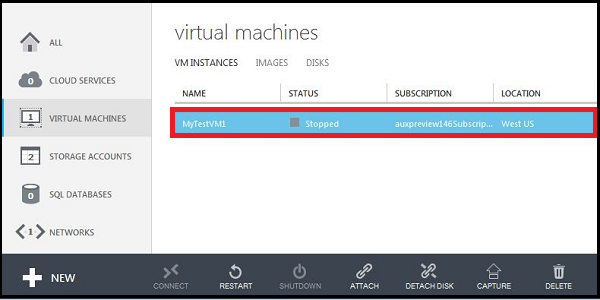 virtual machines
ALL
VM INSTANCES IMAGES DISKS
0 CLOUD SERVICES
NAME STATUS SUBSCRIPTION LOCATION
1 VIRTUAL MACHINES
MyTestVM1 Stopped auxpreview146Subscrip... West US
2 STORAGE ACCOUNTS
0 SQL DATABASES
1 NETWORKS
NEW
CONNECT RESTART SHUTDOWN ATTACH DETACH DISK CAPTURE DELETE